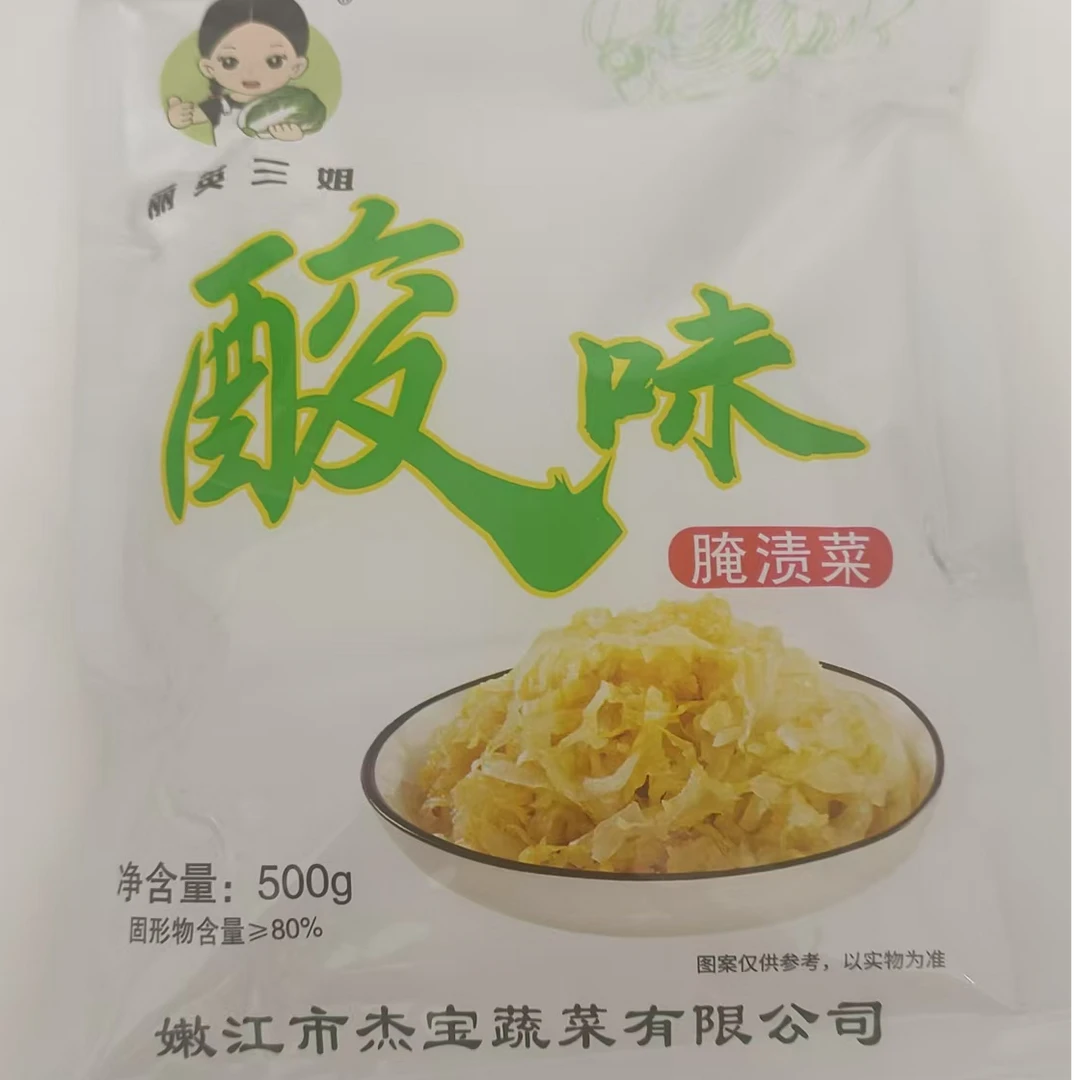 ®
丽英三姐
酸味
腌渍菜
净含量：500g
固形物含量≥80%
图案仅供参考，以实物为准
嫩江市杰宝蔬菜有限公司